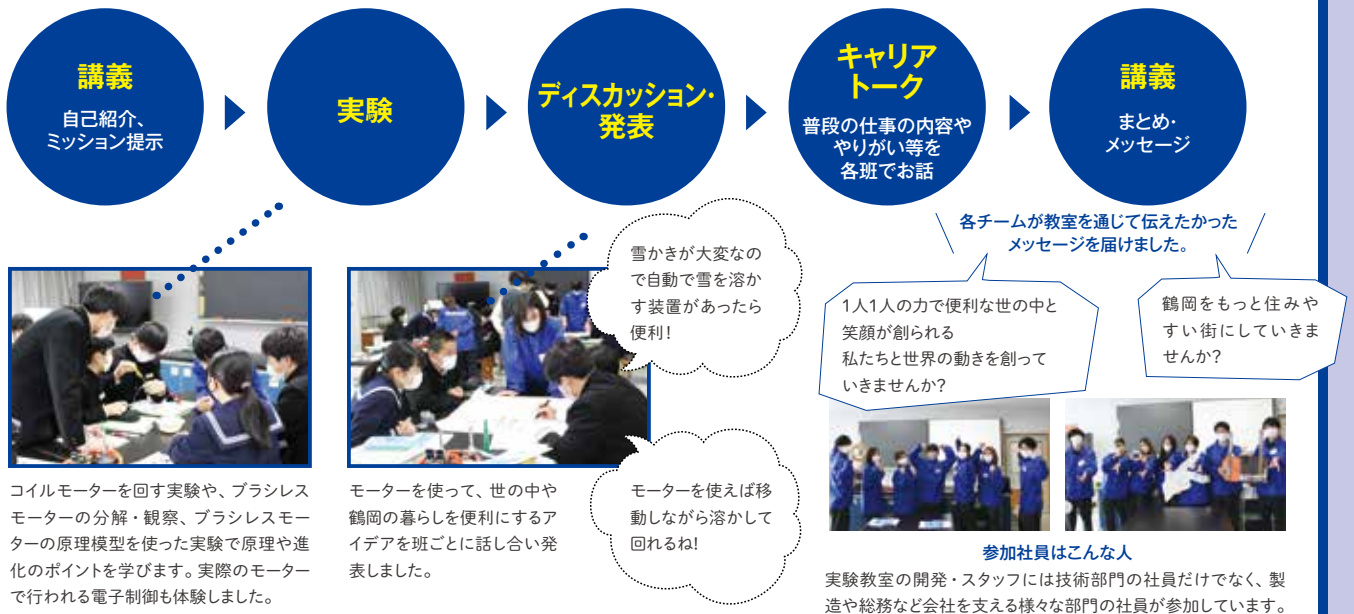 講義
自己紹介、
ミッション提示
実験
ディスカッション・
発表
キャリア
トーク
普段の仕事の内容や
やりがい等を
各班でお話
講義
まとめ・
メッセージ
各チームが教室を通じて伝えたかった
メッセージを届けました。
雪かきが大変なの
で自動で雪を溶か
す装置があったら
便利!
1人1人の力で便利な世の中と
笑顔が創られる
私たちと世界の動きを創って
いきませんか?
鶴岡をもっと住みや
すい街にしていきま
せんか?
コイルモーターを回す実験や、ブラシレス
モーターの分解・観察、ブラシレスモー
ターの原理模型を使った実験で原理や進
化のポイントを学びます。実際のモーター
で行われる電子制御も体験しました。
モーターを使って、世の中や
鶴岡の暮らしを便利にするア
イデアを班ごとに話し合い発
表しました。
モーターを使えば移
動しながら溶かして
回れるね!
参加社員はこんな人
実験教室の開発・スタッフには技術部門の社員だけでなく、製
造や総務など会社を支える様々な部門の社員が参加しています。